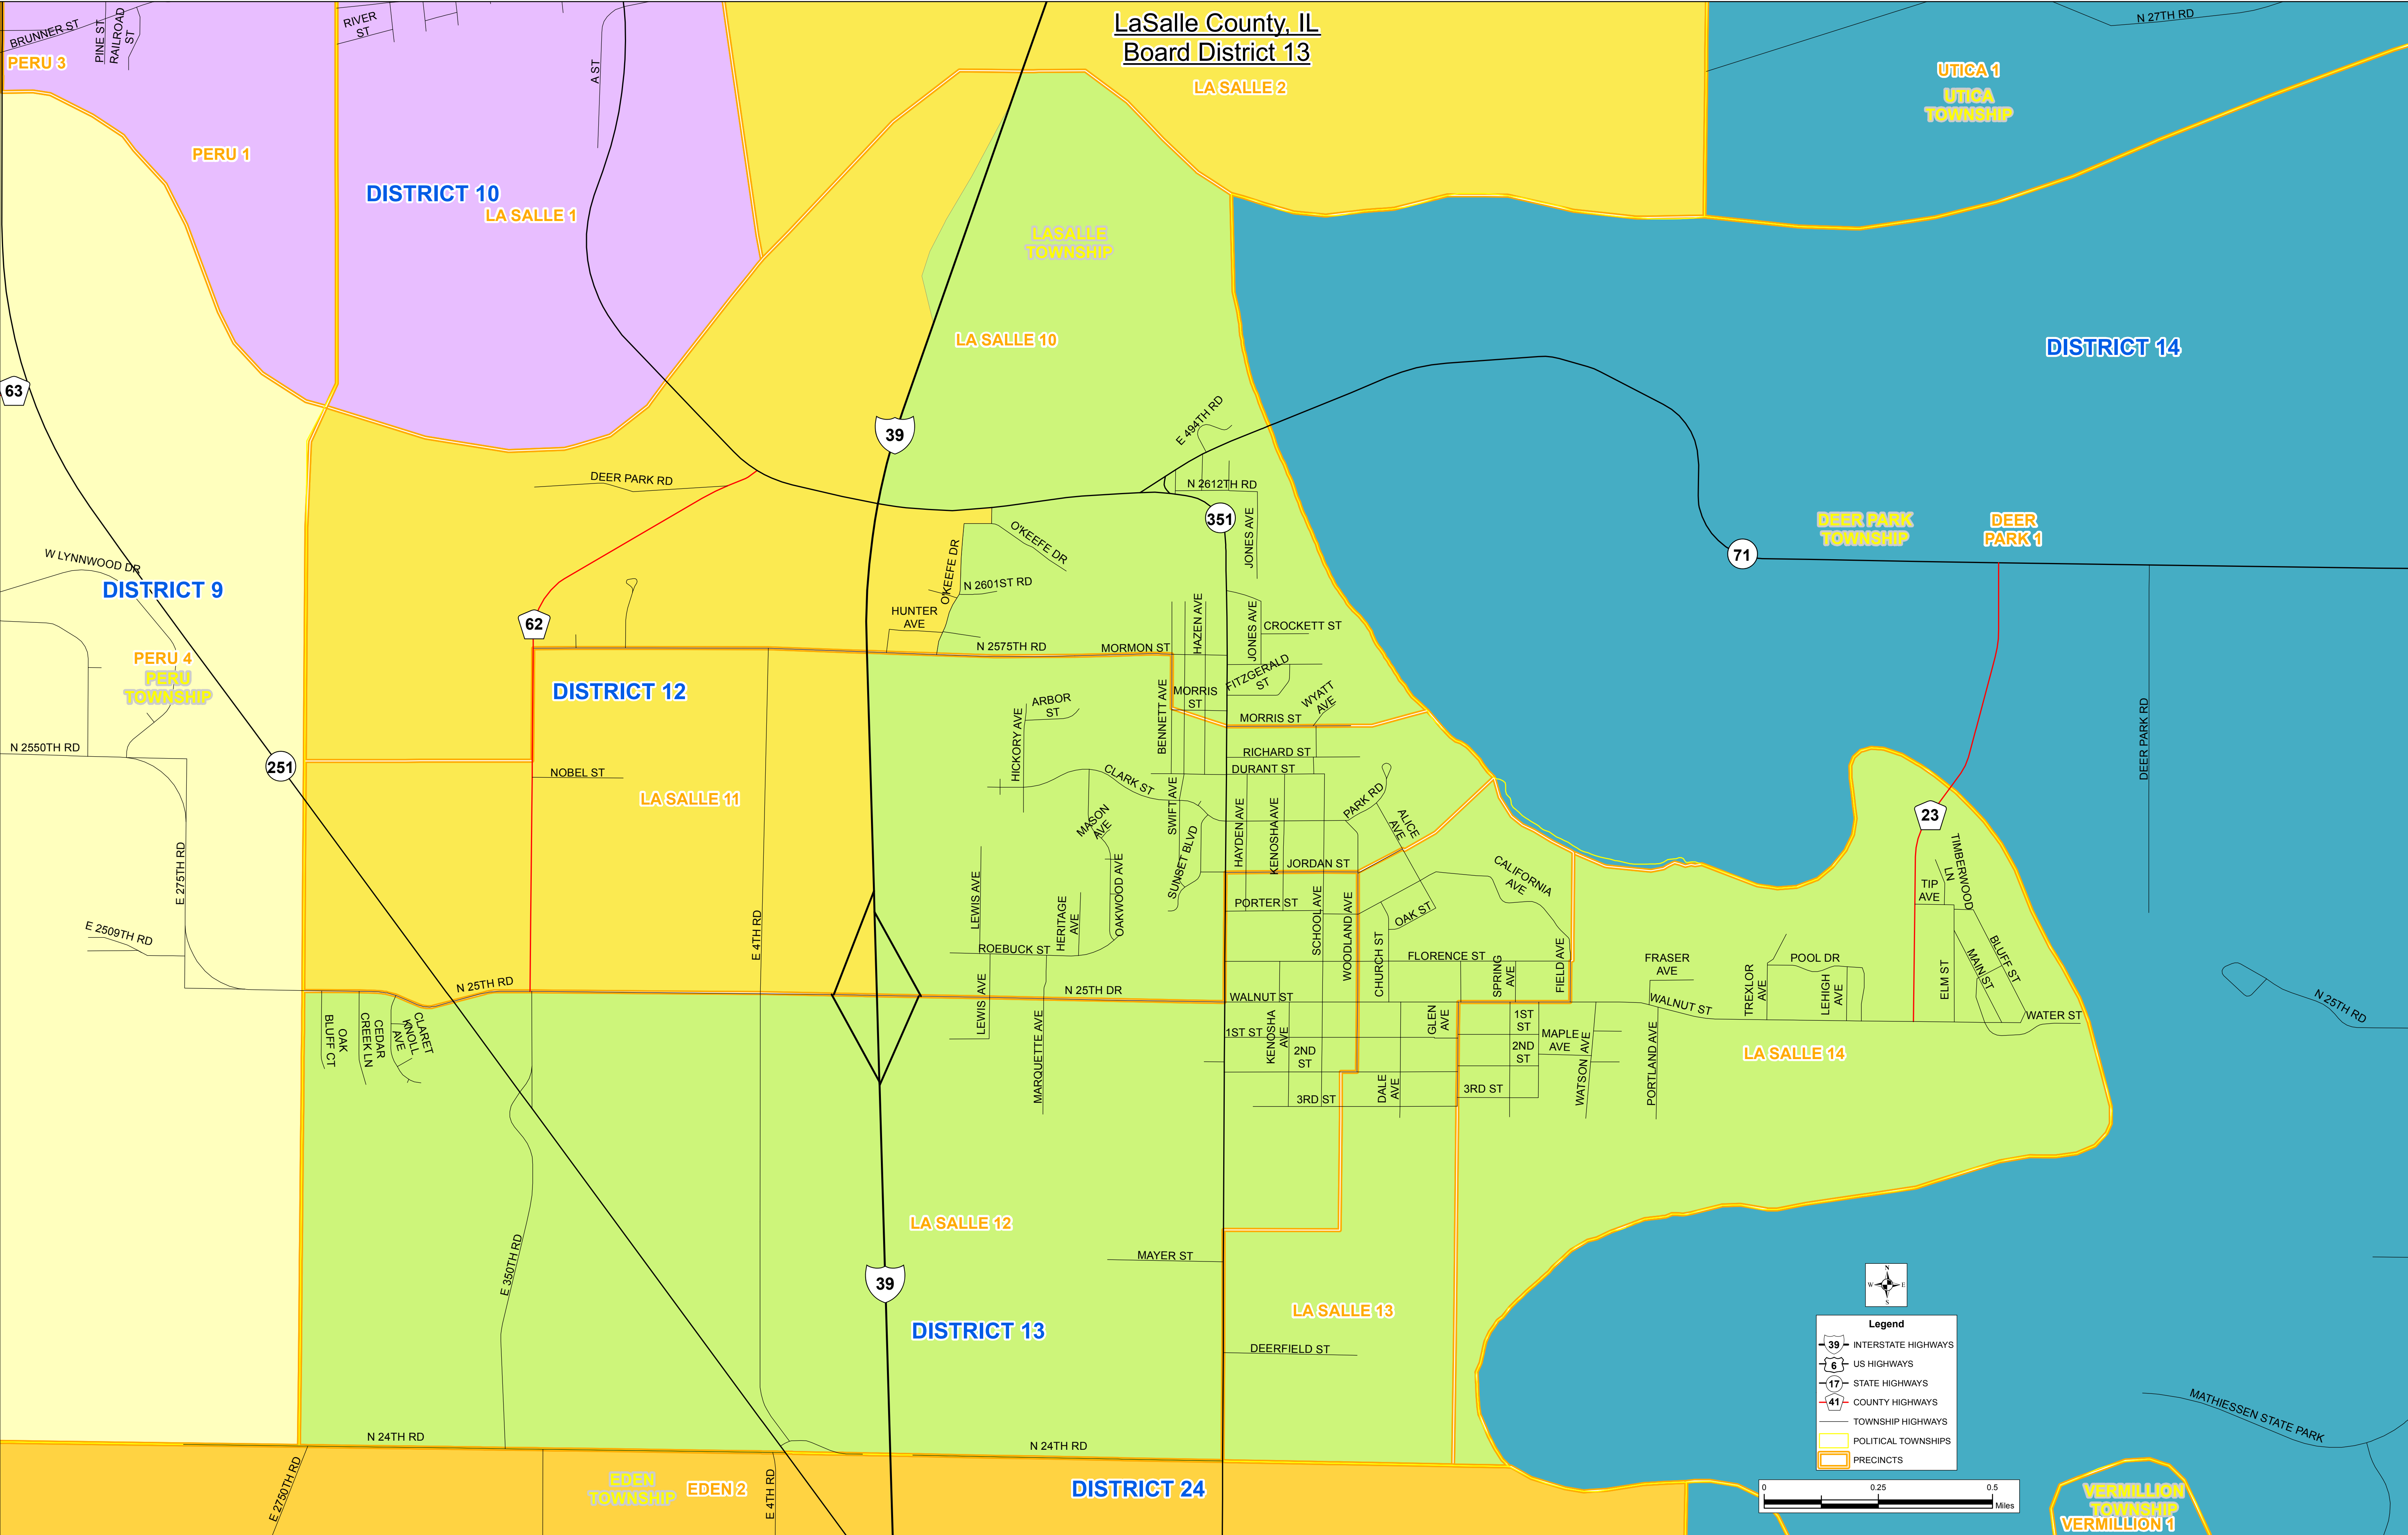 LaSalle County, IL
Board District 13
BRUNNER ST
PINE ST
RAILROAD
ST
RIVER
ST
A ST
N 27TH RD
PERU 3
PERU 1
DISTRICT 10
LA SALLE 1
LA SALLE 2
UTICA 1
UTICA
TOWNSHIP
LASALLE
TOWNSHIP
LA SALLE 10
DISTRICT 14
63
39
E 494TH RD
DEER PARK RD
N 2612TH RD
351
JONES AVE
71
DEER PARK
TOWNSHIP
DEER
PARK 1
W LYNNWOOD DR
DISTRICT 9
O'KEEFE DR
O'KEEFE DR
N 2601ST RD
HUNTER
AVE
62
HAZEN AVE
JONES AVE
CROCKETT ST
N 2575TH RD
MORMON ST
FITZGERALD
ST
PERU 4
PERU
TOWNSHIP
DISTRICT 12
ARBOR
ST
HICKORY AVE
BENNETT AVE
MORRIS
ST
WYATT
AVE
MORRIS ST
DEER PARK RD
N 2550TH RD
251
RICHARD ST
NOBEL ST
CLARK ST
DURANT ST
LA SALLE 11
MASON
AVE
SWIFT AVE
HAYDEN AVE
KENOSHA AVE
PARK RD
ALICE
AVE
23
E 275TH RD
SUNSET BLVD
JORDAN ST
CALIFORNIA
AVE
TIMBERWOOD
LN
TIP
AVE
LEWIS AVE
HERITAGE
AVE
OAKWOOD AVE
PORTER ST
SCHOOL AVE
WOODLAND AVE
OAK ST
CHURCH ST
E 2509TH RD
E 4TH RD
ROEBUCK ST
FLORENCE ST
SPRING
AVE
FIELD AVE
FRASER
AVE
TREXLOR
AVE
POOL DR
LEHIGH
AVE
ELM ST
MAIN ST
BLUFF ST
N 25TH RD
N 25TH DR
WALNUT ST
WALNUT ST
WATER ST
N 25TH RD
OAK
BLUFF CT
CEDAR
CREEK LN
CLARET
KNOLL
AVE
LEWIS AVE
MARQUETTE AVE
1ST ST
KENOSHA
AVE
2ND
ST
GLEN
AVE
1ST
ST
2ND
ST
MAPLE
AVE
WATSON AVE
PORTLAND AVE
LA SALLE 14
3RD ST
DALE
AVE
3RD ST
E 350TH RD
LA SALLE 12
MAYER ST
39
DISTRICT 13
LA SALLE 13
DEERFIELD ST
N 24TH RD
N 24TH RD
E 2750TH RD
EDEN
TOWNSHIP
EDEN 2
E 4TH RD
DISTRICT 24
N
W
E
S
Legend
39 INTERSTATE HIGHWAYS
6 US HIGHWAYS
17 STATE HIGHWAYS
41 COUNTY HIGHWAYS
TOWNSHIP HIGHWAYS
POLITICAL TOWNSHIPS
PRECINCTS
0 0.25 0.5
Miles
MATHIESSEN STATE PARK
VERMILLION
TOWNSHIP
VERMILLION 1